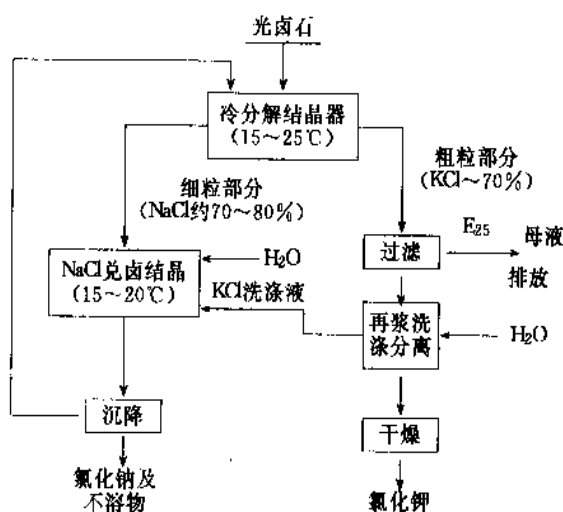 光卤石
冷分解结晶器
(15～25℃)
粗粒部分
(KCl～70%)
细粒部分
(NaCl约70～80%)
E₂₅
过滤
母液
排放
NaCl兑卤结晶
(15～20℃)
H₂O
KCl洗涤液
再浆洗
涤分离
H₂O
沉降
干燥
氯化钠及
不溶物
氯化钾